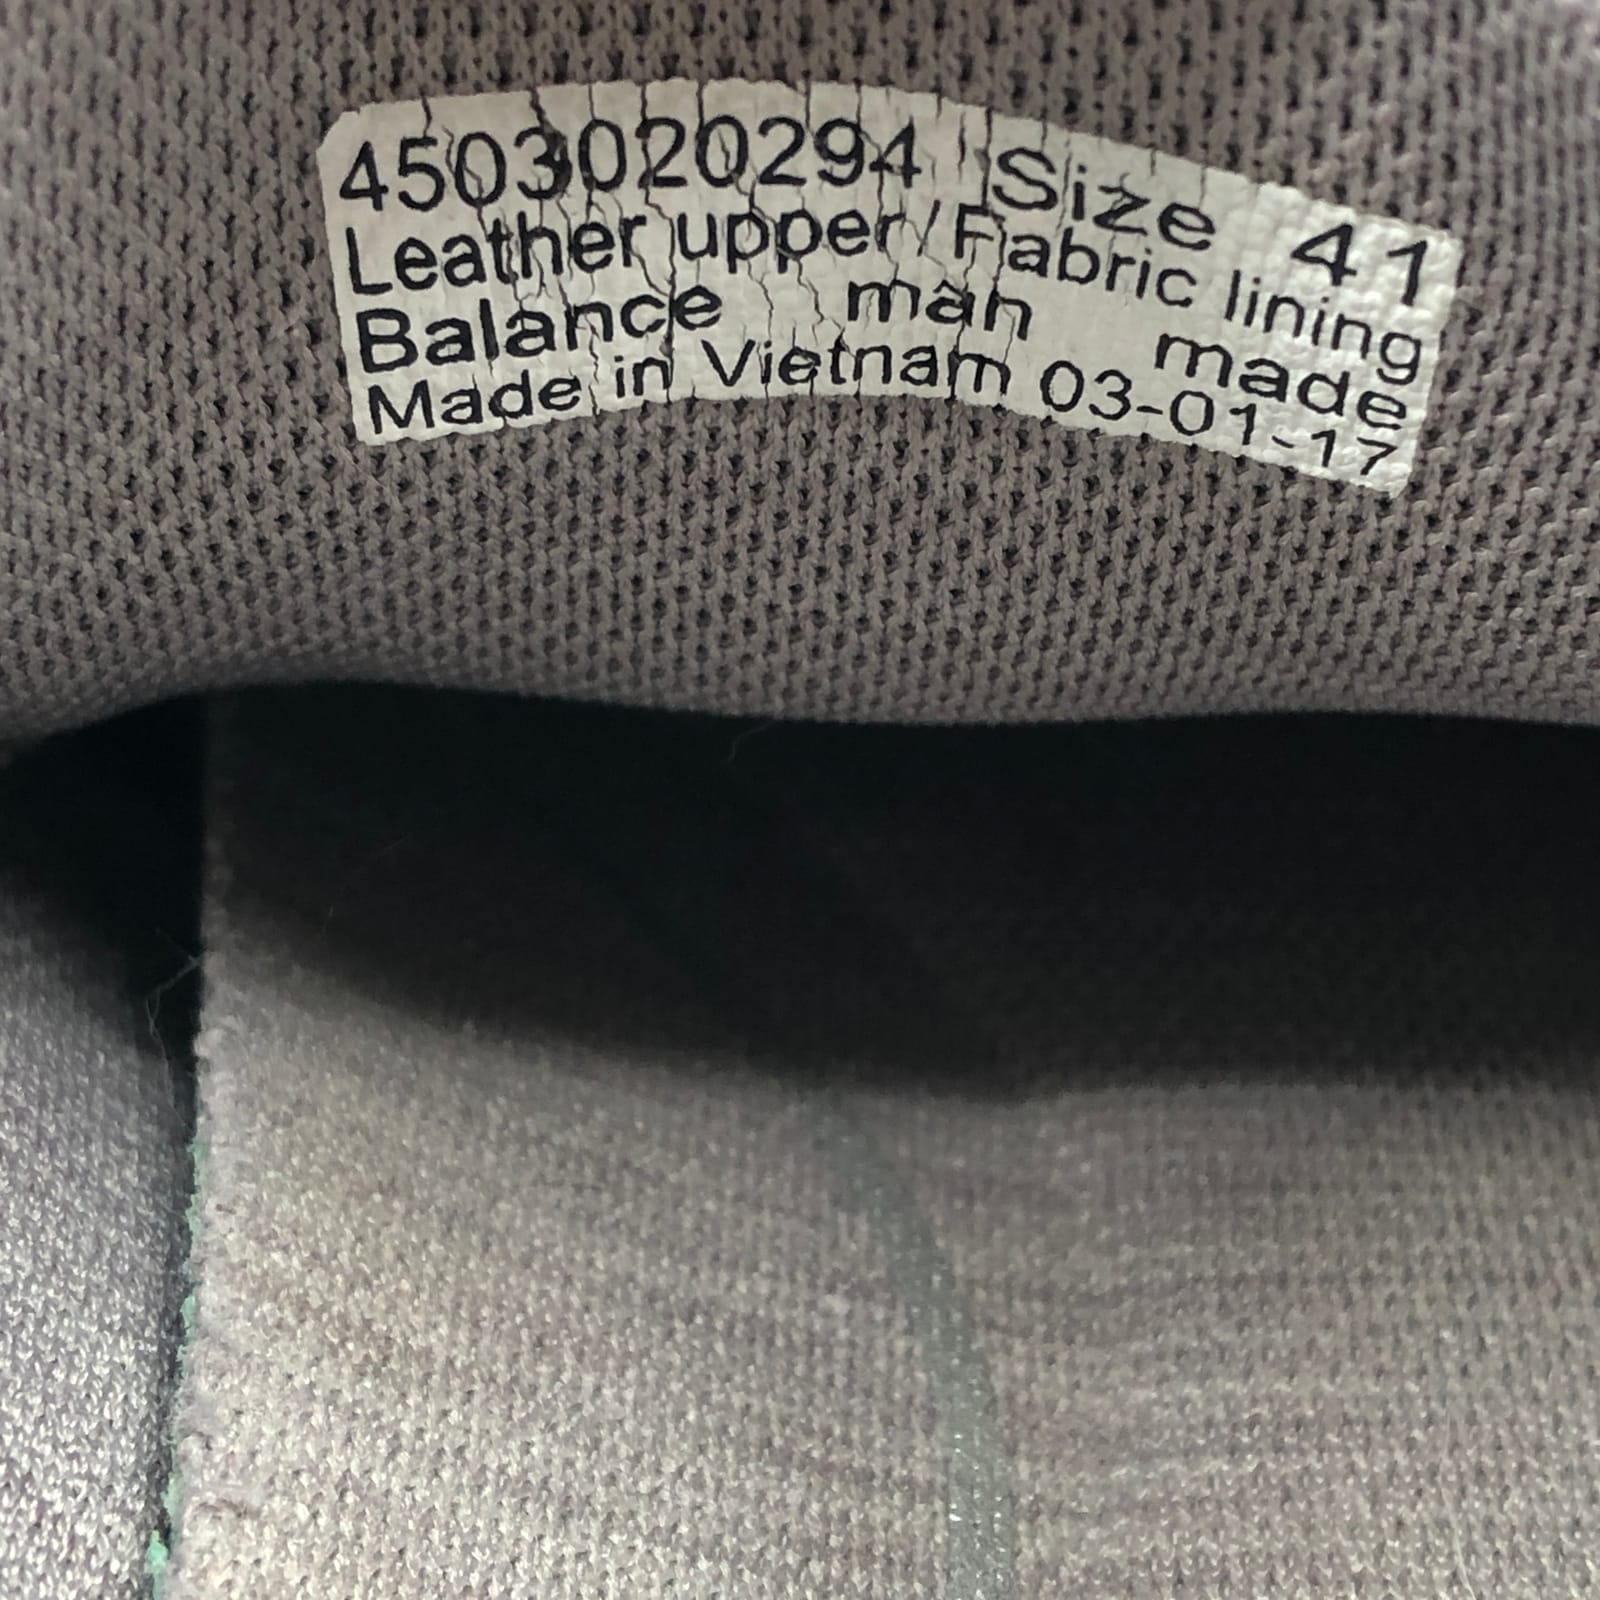 4503020294 Size 41
Leather upper/Fabric lining
Balance man made
Made in Vietnam 03-01-17